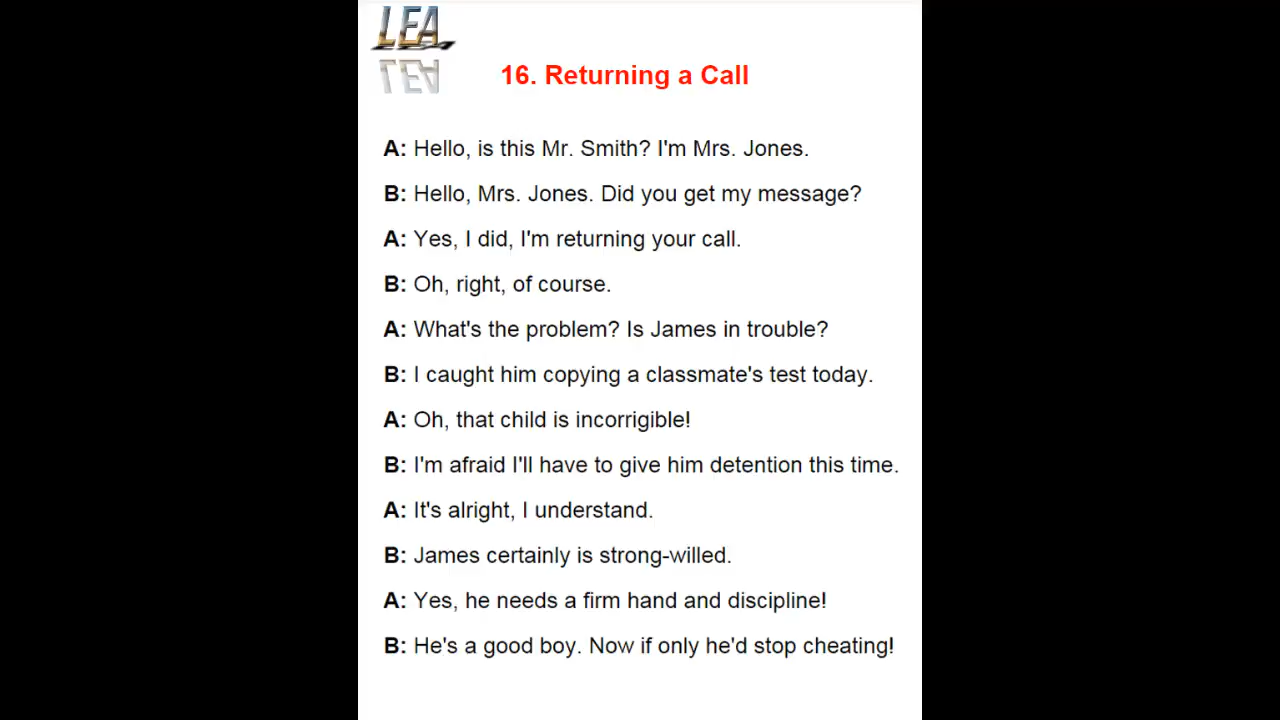 LEA
16. Returning a Call
A: Hello, is this Mr. Smith? I'm Mrs. Jones.
B: Hello, Mrs. Jones. Did you get my message?
A: Yes, I did, I'm returning your call.
B: Oh, right, of course.
A: What's the problem? Is James in trouble?
B: I caught him copying a classmate's test today.
A: Oh, that child is incorrigible!
B: I'm afraid I'll have to give him detention this time.
A: It's alright, I understand.
B: James certainly is strong-willed.
A: Yes, he needs a firm hand and discipline!
B: He's a good boy. Now if only he'd stop cheating!